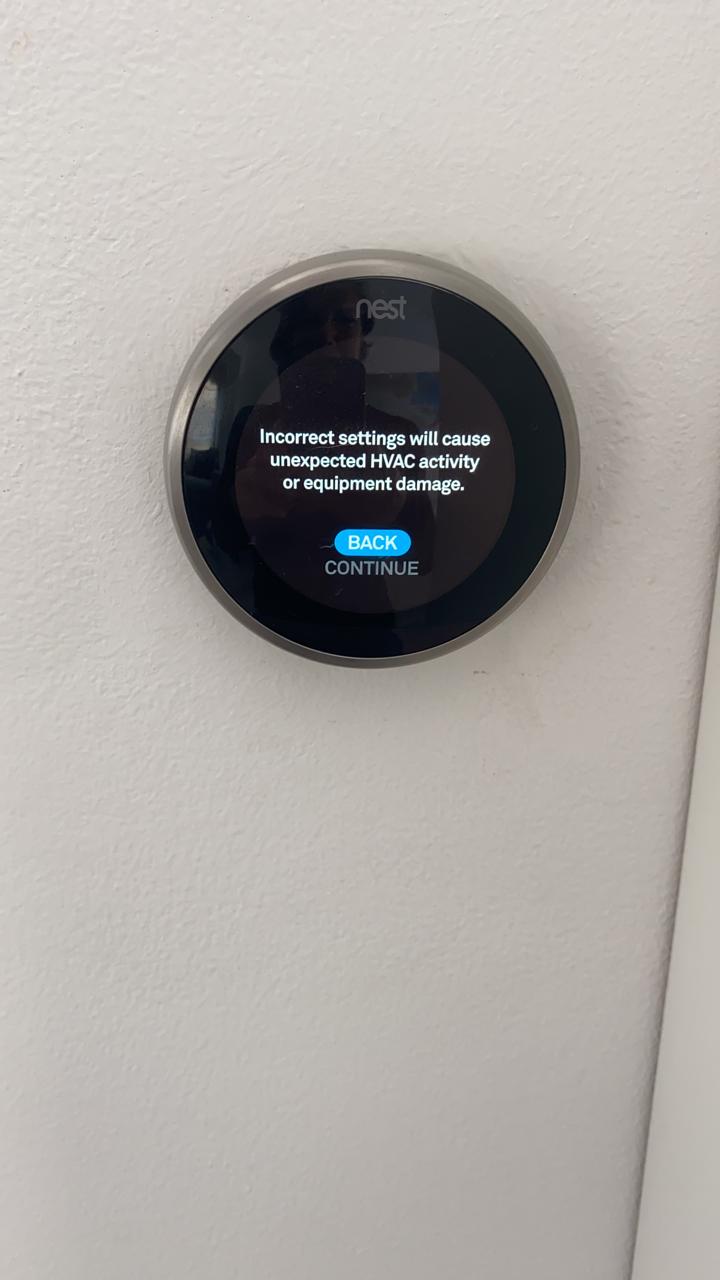 nest
Incorrect settings will cause
unexpected HVAC activity
or equipment damage.
BACK
CONTINUE